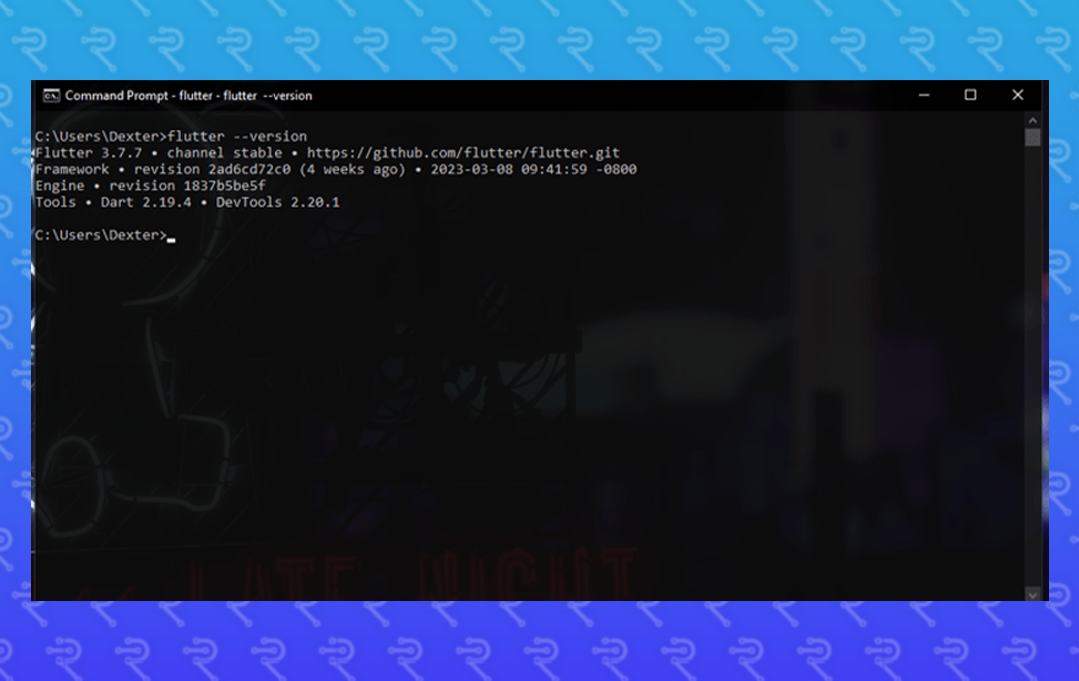 Command Prompt - flutter - flutter --version
C:\Users\Dexter>flutter --version
Flutter 3.7.7 • channel stable • https://github.com/flutter/flutter.git
Framework • revision 2ad6cd72c0 (4 weeks ago) • 2023-03-08 09:41:59 -0800
Engine • revision 1837b5be5f
Tools • Dart 2.19.4 • DevTools 2.20.1
C:\Users\Dexter>
LATE NIGHT